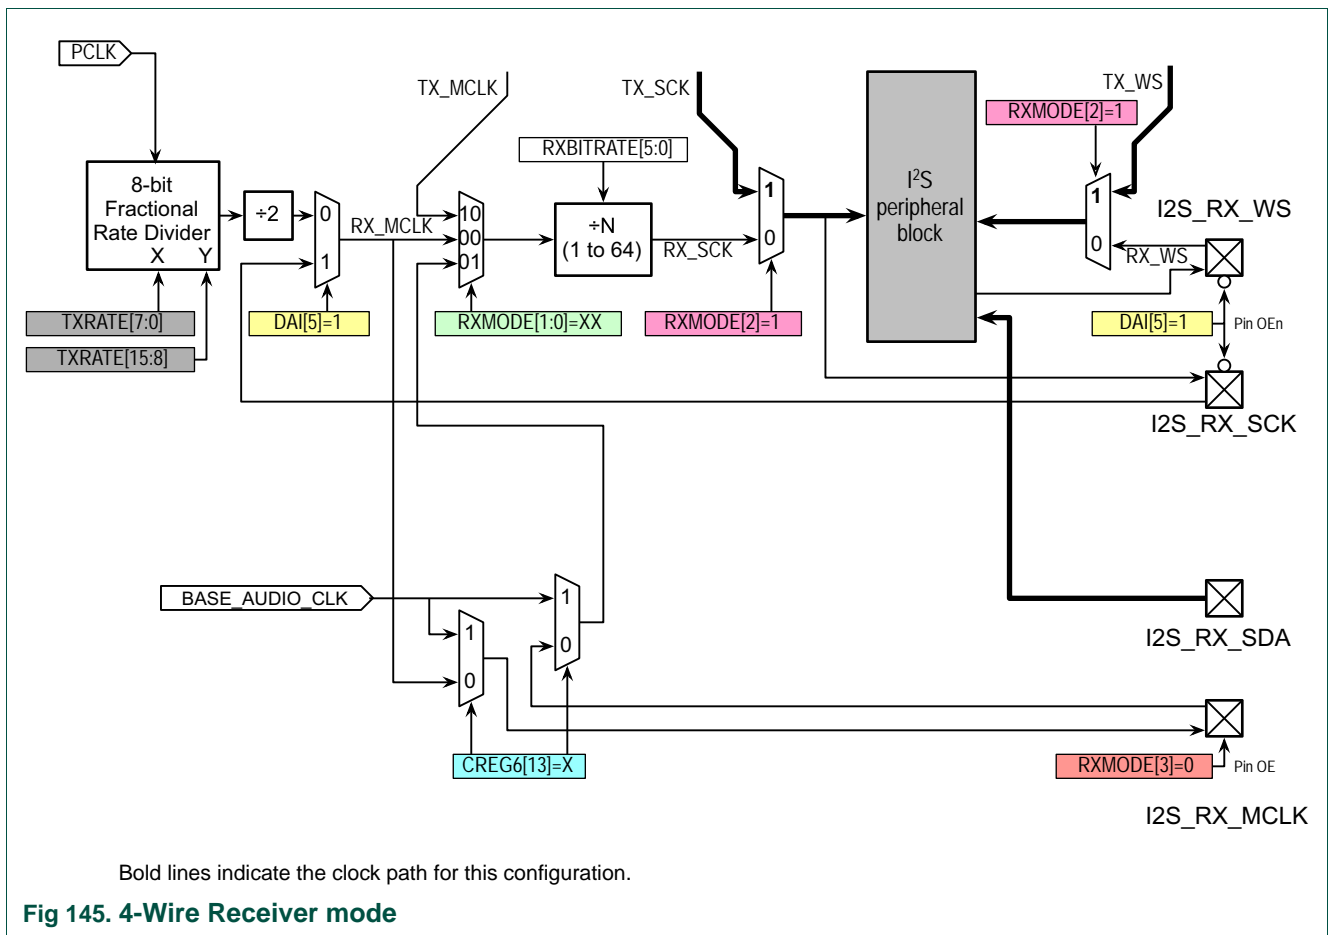 PCLK
TX_MCLK
TX_SCK
TX_WS
RXMODE[2]=1
RXBITRATE[5:0]
8-bit
Fractional
Rate Divider
X Y
÷2
0
1
RX_MCLK
10
00
01
÷N
(1 to 64)
RX_SCK
1
0
I²S
peripheral
block
1
0
I2S_RX_WS
RX_WS
TXRATE[7:0]
DAI[5]=1
RXMODE[1:0]=XX
RXMODE[2]=1
DAI[5]=1
Pin OEn
TXRATE[15:8]
I2S_RX_SCK
BASE_AUDIO_CLK
1
0
1
0
I2S_RX_SDA
CREG6[13]=X
RXMODE[3]=0
Pin OE
I2S_RX_MCLK
Bold lines indicate the clock path for this configuration.
Fig 145. 4-Wire Receiver mode